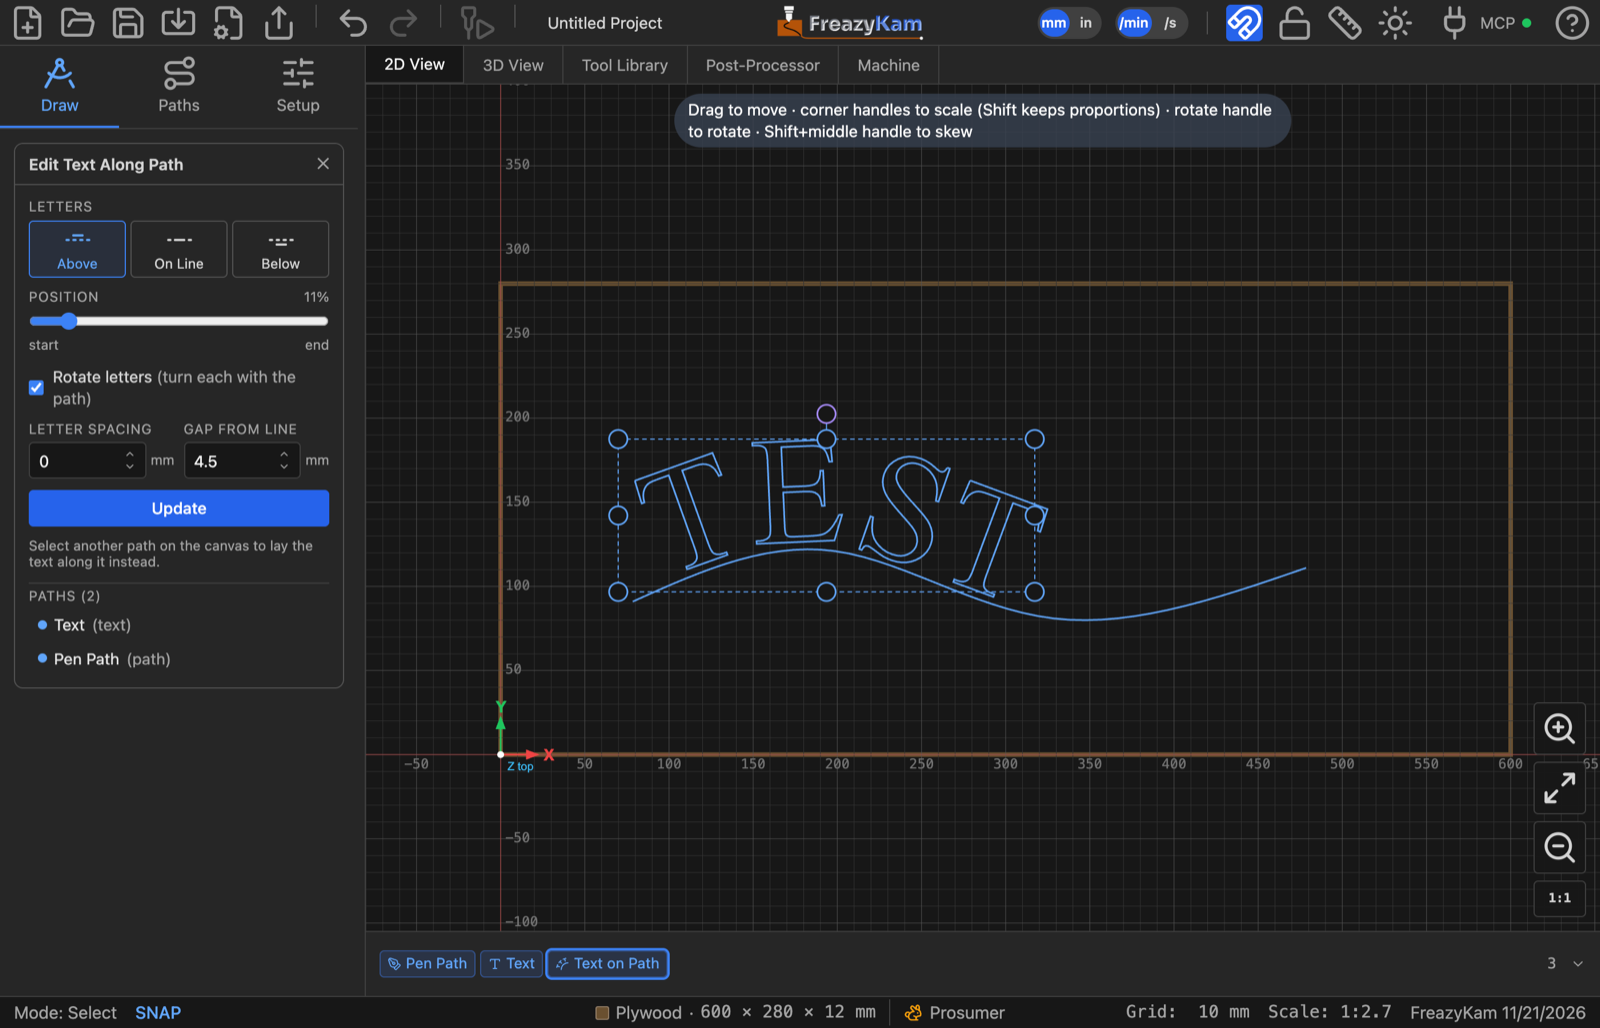 Untitled Project
FreazyKam
mm in
/min /s
MCP
Draw
Paths
Setup
2D View
3D View
Tool Library
Post-Processor
Machine
Drag to move · corner handles to scale (Shift keeps proportions) · rotate handle
to rotate · Shift+middle handle to skew
Edit Text Along Path
LETTERS
Above
On Line
Below
POSITION 11%
start end
Rotate letters (turn each with the
path)
LETTER SPACING GAP FROM LINE
0 mm 4.5 mm
Update
Select another path on the canvas to lay the
text along it instead.
PATHS (2)
Text (text)
Pen Path (path)
350
300
250
200
150
100
50
TEST
Y
X
Z top
-50 50 100 150 200 250 300 350 400 450 500 550 600 65
-50
-100
1:1
Pen Path
T Text
Text on Path
3
Mode: Select SNAP
Plywood · 600 × 280 × 12 mm
Prosumer
Grid: 10 mm Scale: 1:2.7 FreazyKam 11/21/2026